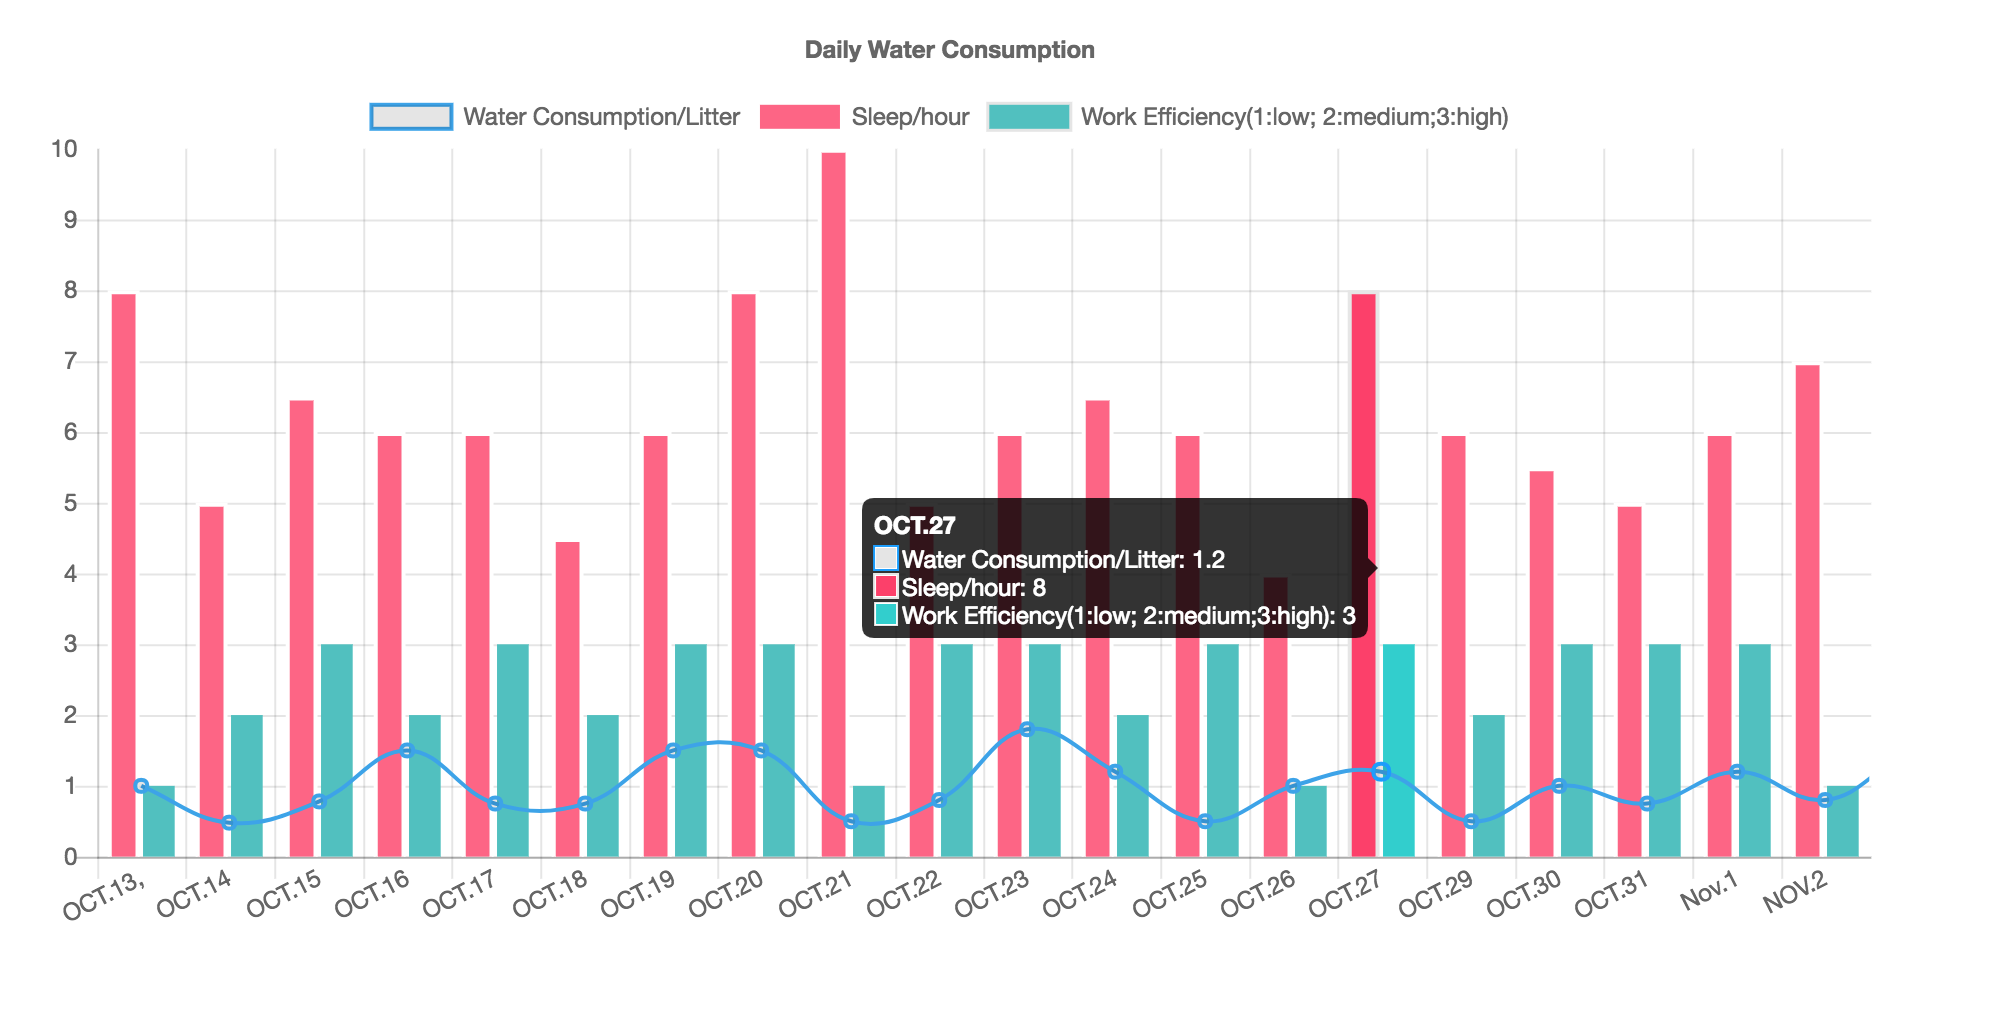 Daily Water Consumption
Water Consumption/Litter Sleep/hour Work Efficiency(1:low; 2:medium;3:high)
10
9
8
7
6
5
4
3
2
1
0
OCT.27
Water Consumption/Litter: 1.2
Sleep/hour: 8
Work Efficiency(1:low; 2:medium;3:high): 3
OCT.13, OCT.14 OCT.15 OCT.16 OCT.17 OCT.18 OCT.19 OCT.20 OCT.21 OCT.22 OCT.23 OCT.24 OCT.25 OCT.26 OCT.27 OCT.29 OCT.30 OCT.31 Nov.1 NOV.2